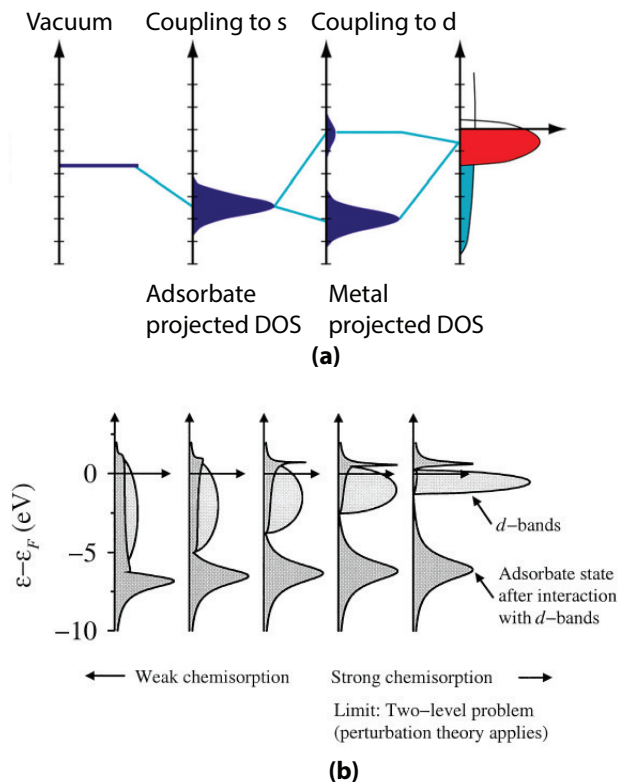 Vacuum Coupling to s Coupling to d
Adsorbate Metal
projected DOS projected DOS
(a)
ε−ε_F (eV)
0
−5
−10
d−bands
Adsorbate state
after interaction
with d−bands
Weak chemisorption Strong chemisorption
Limit: Two−level problem
(perturbation theory applies)
(b)